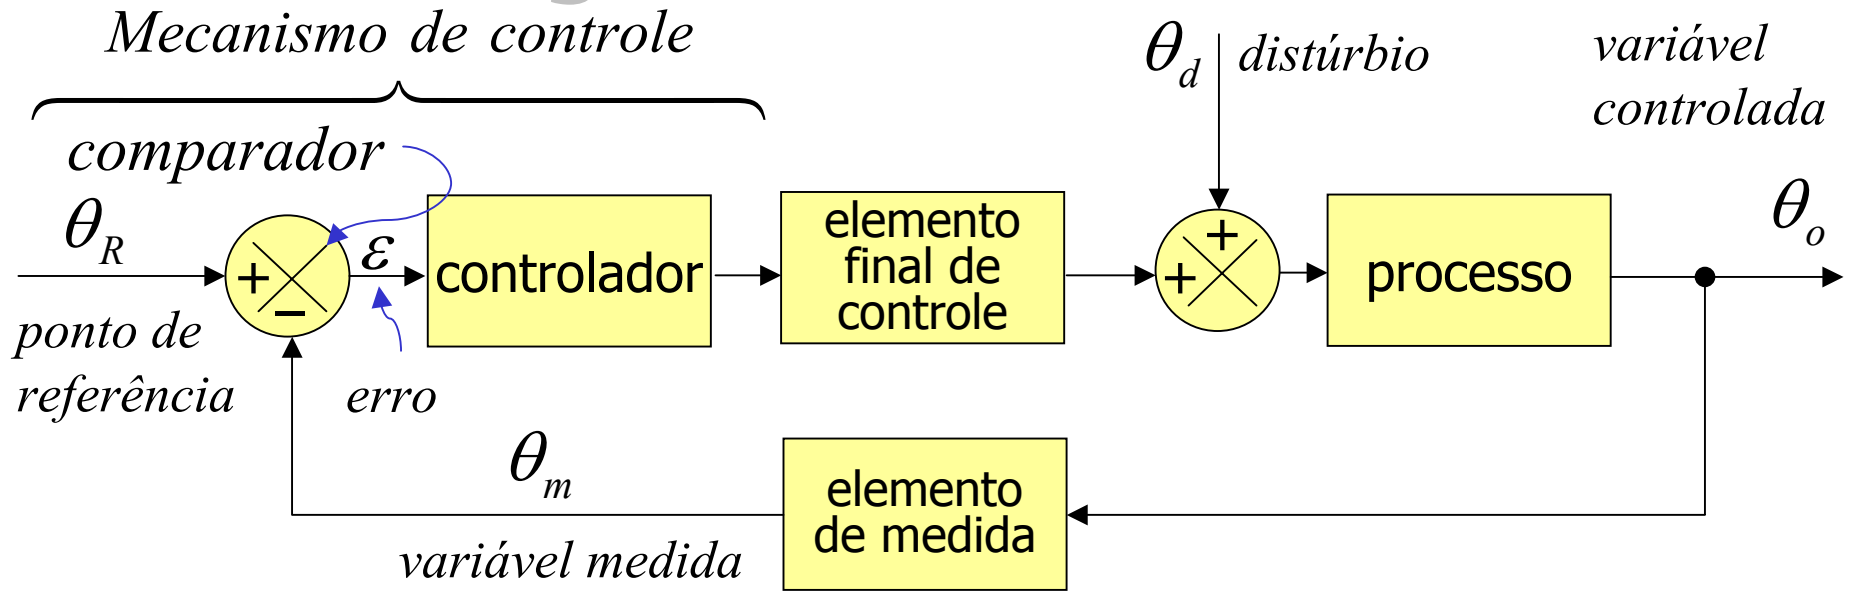 Mecanismo de controle
θd distúrbio
variável
controlada
comparador
θR
ε
+
−
controlador
elemento
final de
controle
+
+
processo
θo
ponto de
referência
erro
θm
variável medida
elemento
de medida